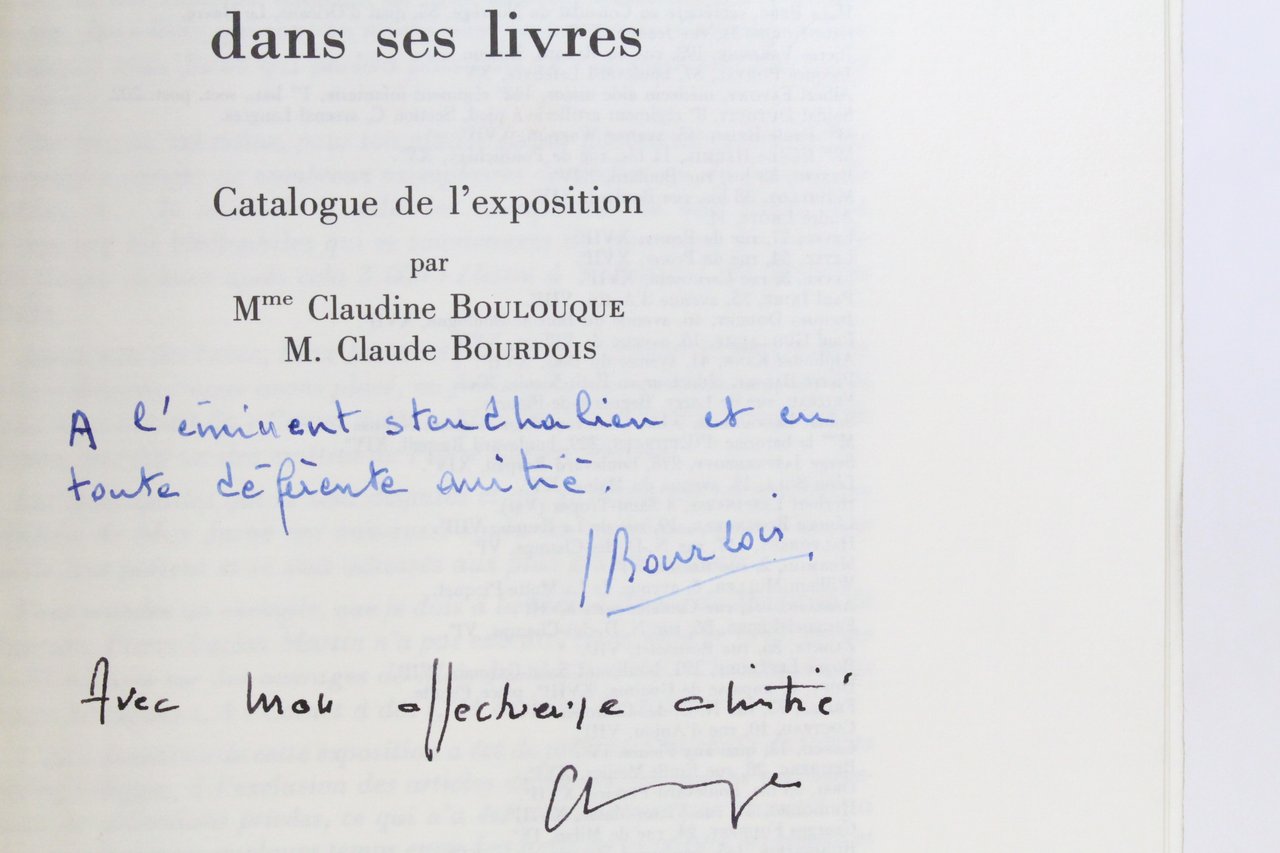 dans ses livres
Catalogue de l'exposition
par
Mme Claudine BOULOUQUE
M. Claude BOURDOIS
A l'éminent stendhalien et en
toute déférente amitié.
Bourdois
Avec mon affectueuse amitié